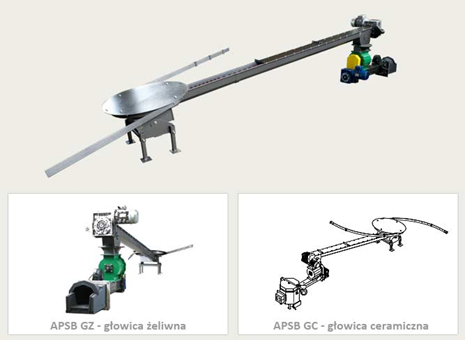 APSB GZ - głowica żeliwna
APSB GC - głowica ceramiczna